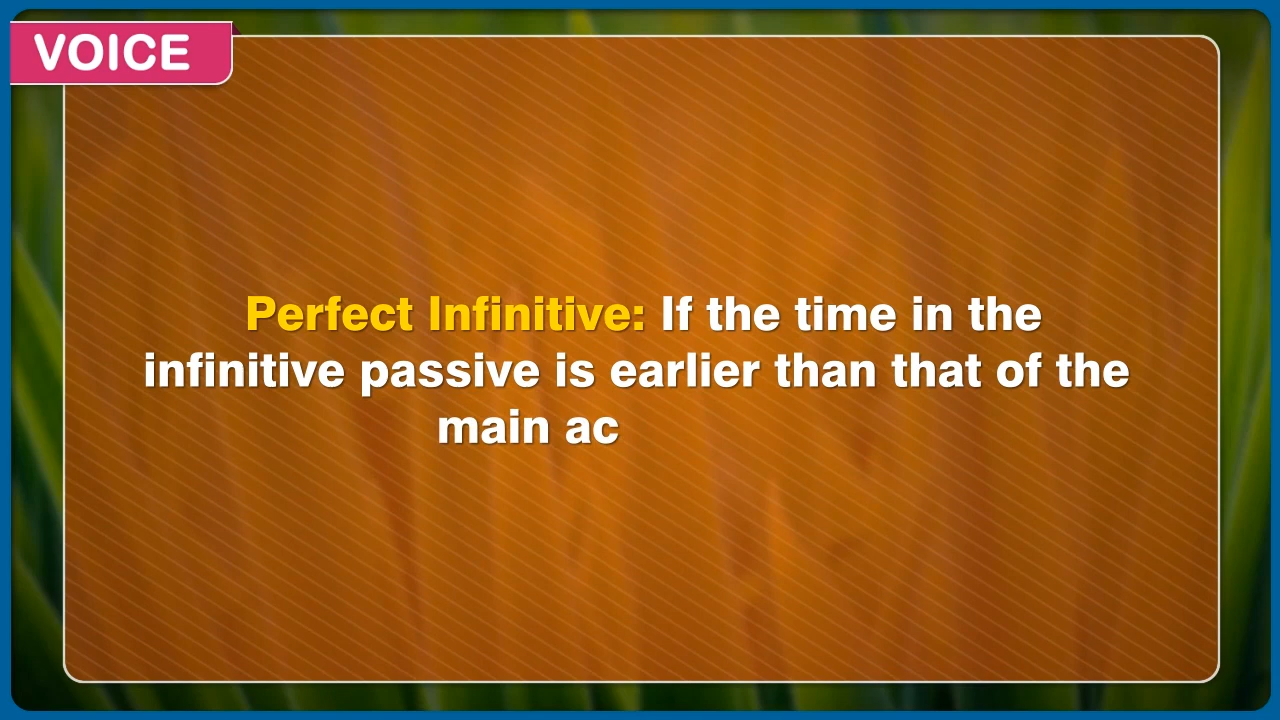 VOICE
Perfect Infinitive: If the time in the
infinitive passive is earlier than that of the
main ac